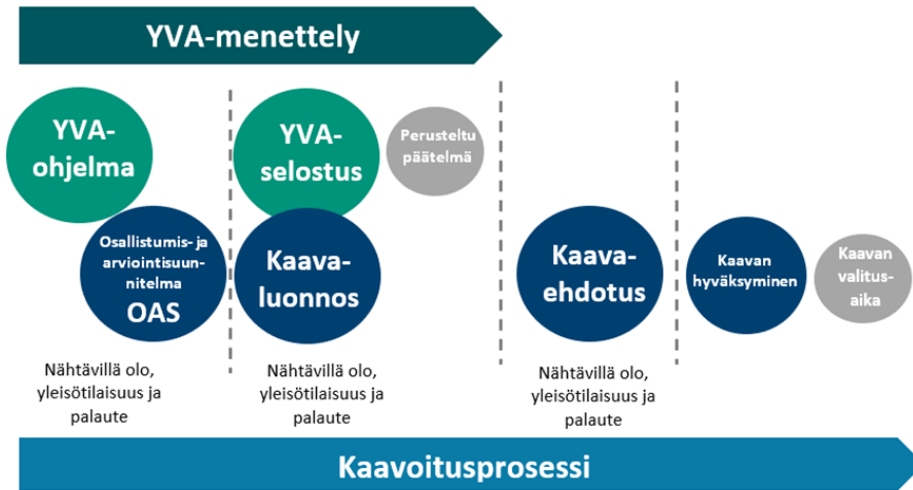 YVA-menettely
YVA-
ohjelma
YVA-
selostus
Perusteltu
päätelmä
Osallistumis- ja
arviointisuun-
nitelma
OAS
Kaava-
luonnos
Kaava-
ehdotus
Kaavan
hyväksyminen
Kaavan
valitus-
aika
Nähtävillä olo,
yleisötilaisuus ja
palaute
Nähtävillä olo,
yleisötilaisuus ja
palaute
Nähtävillä olo,
yleisötilaisuus ja
palaute
Kaavoitusprosessi